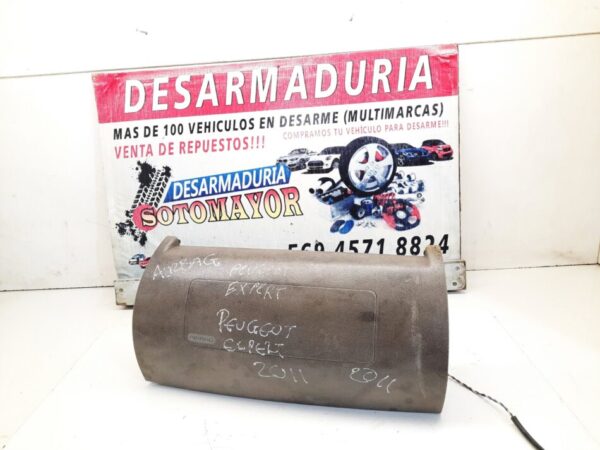 DESARMADURIA
MAS DE 100 VEHICULOS EN DESARME (MULTIMARCAS)
VENTA DE REPUESTOS!!!
COMPRAMOS TU VEHICULO PARA DESARME!!!
DESARMADURIA
SOTOMAYOR
569 4571 8824
AIRBAG PEUGEOT
EXPERT
PEUGEOT
EXPERT
2011 2011
AIRBAG